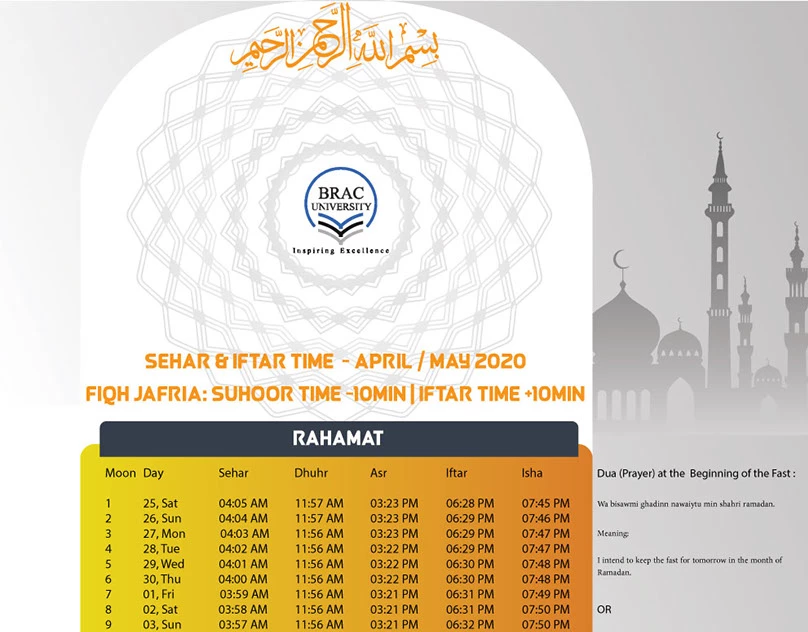 بسم الله الرحمن الرحيم
BRAC
UNIVERSITY
Inspiring Excellence
SEHAR & IFTAR TIME - APRIL / MAY 2020
FIQH JAFRIA: SUHOOR TIME -10MIN | IFTAR TIME +10MIN
RAHAMAT
Moon Day Sehar Dhuhr Asr Iftar Isha
1 25, Sat 04:05 AM 11:57 AM 03:23 PM 06:28 PM 07:45 PM
2 26, Sun 04:04 AM 11:57 AM 03:23 PM 06:29 PM 07:46 PM
3 27, Mon 04:03 AM 11:56 AM 03:23 PM 06:29 PM 07:47 PM
4 28, Tue 04:02 AM 11:56 AM 03:22 PM 06:29 PM 07:47 PM
5 29, Wed 04:01 AM 11:56 AM 03:22 PM 06:30 PM 07:48 PM
6 30, Thu 04:00 AM 11:56 AM 03:22 PM 06:30 PM 07:48 PM
7 01, Fri 03:59 AM 11:56 AM 03:21 PM 06:31 PM 07:49 PM
8 02, Sat 03:58 AM 11:56 AM 03:21 PM 06:31 PM 07:50 PM
9 03, Sun 03:57 AM 11:56 AM 03:21 PM 06:32 PM 07:50 PM
Dua (Prayer) at the Beginning of the Fast :
Wa bisawmi ghadinn nawaiytu min shahri ramadan.
Meaning:
I intend to keep the fast for tomorrow in the month of
Ramadan.
OR